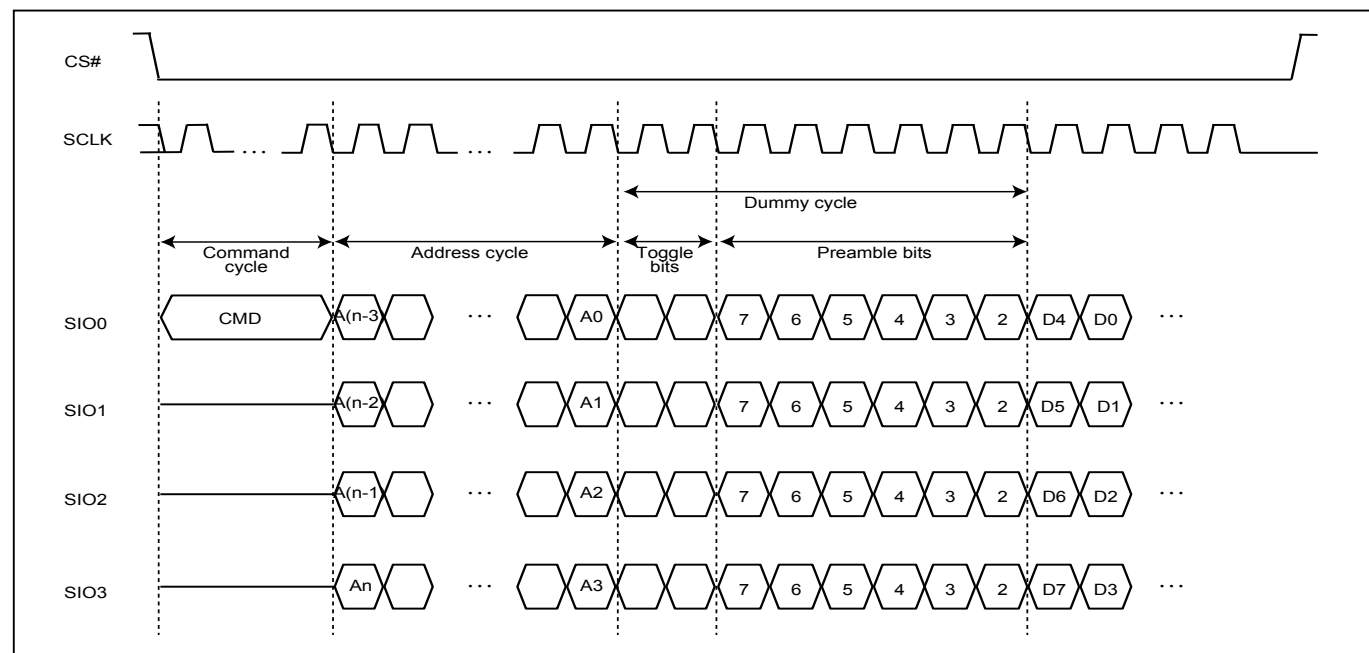 CS#
SCLK
...
...
Dummy cycle
Command
cycle
Address cycle
Toggle
bits
Preamble bits
SIO0 CMD A(n-3) ... A0 7 6 5 4 3 2 D4 D0 ...
SIO1 A(n-2) ... A1 7 6 5 4 3 2 D5 D1 ...
SIO2 A(n-1) ... A2 7 6 5 4 3 2 D6 D2 ...
SIO3 An ... A3 7 6 5 4 3 2 D7 D3 ...